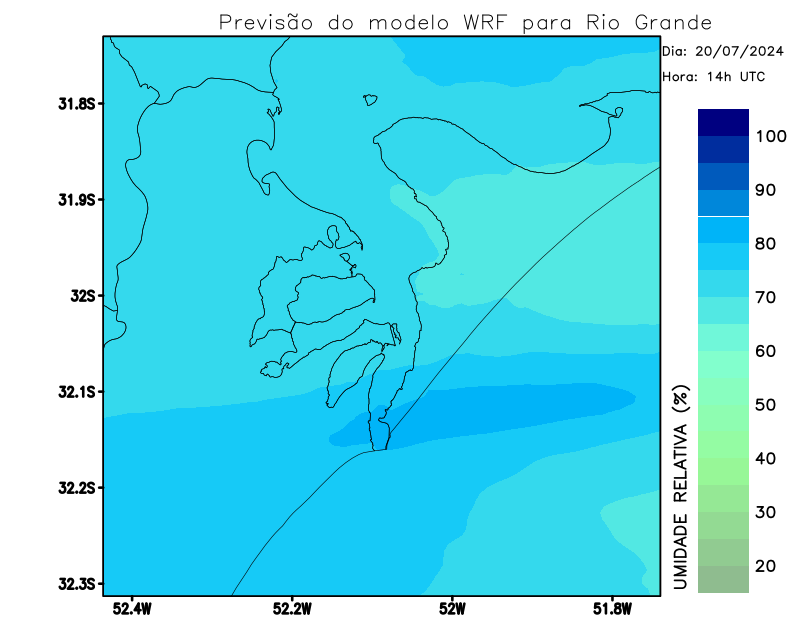 Previsão do modelo WRF para Rio Grande
Dia: 20/07/2024
Hora: 14h UTC
31.8S
31.9S
32S
32.1S
32.2S
32.3S
52.4W
52.2W
52W
51.8W
100
90
80
70
60
50
40
30
20
UMIDADE RELATIVA (%)